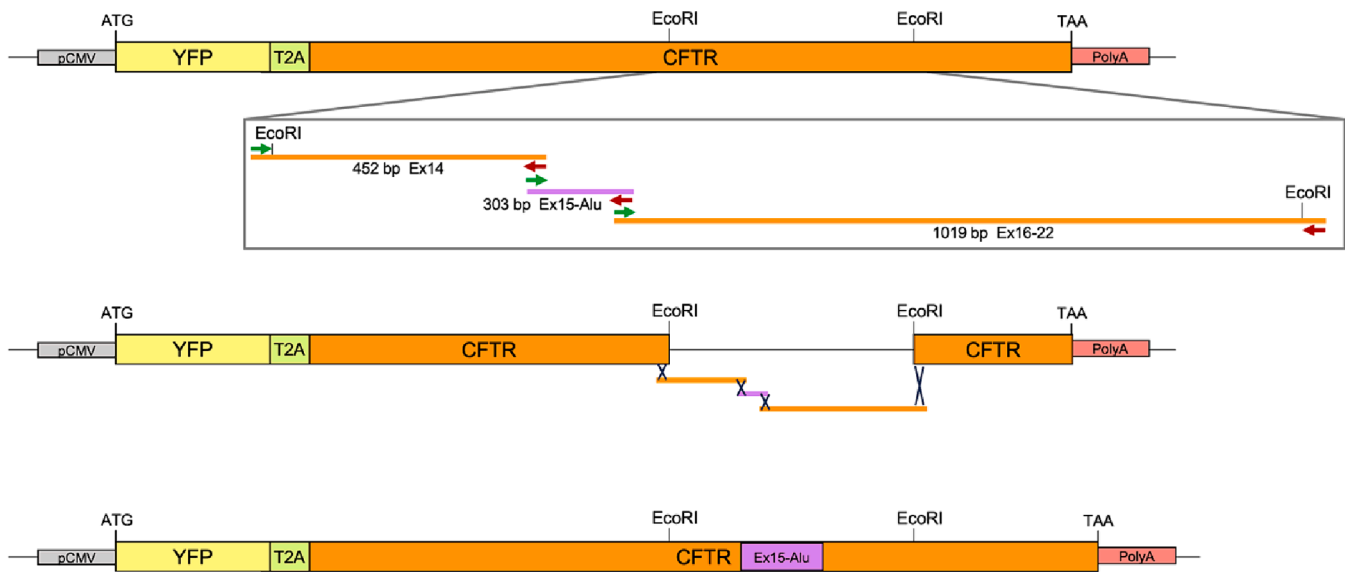 ATG EcoRI EcoRI TAA
pCMV YFP T2A CFTR PolyA
EcoRI
452 bp Ex14
303 bp Ex15-Alu
EcoRI
1019 bp Ex16-22
ATG EcoRI EcoRI TAA
pCMV YFP T2A CFTR CFTR PolyA
ATG EcoRI EcoRI TAA
pCMV YFP T2A CFTR Ex15-Alu PolyA